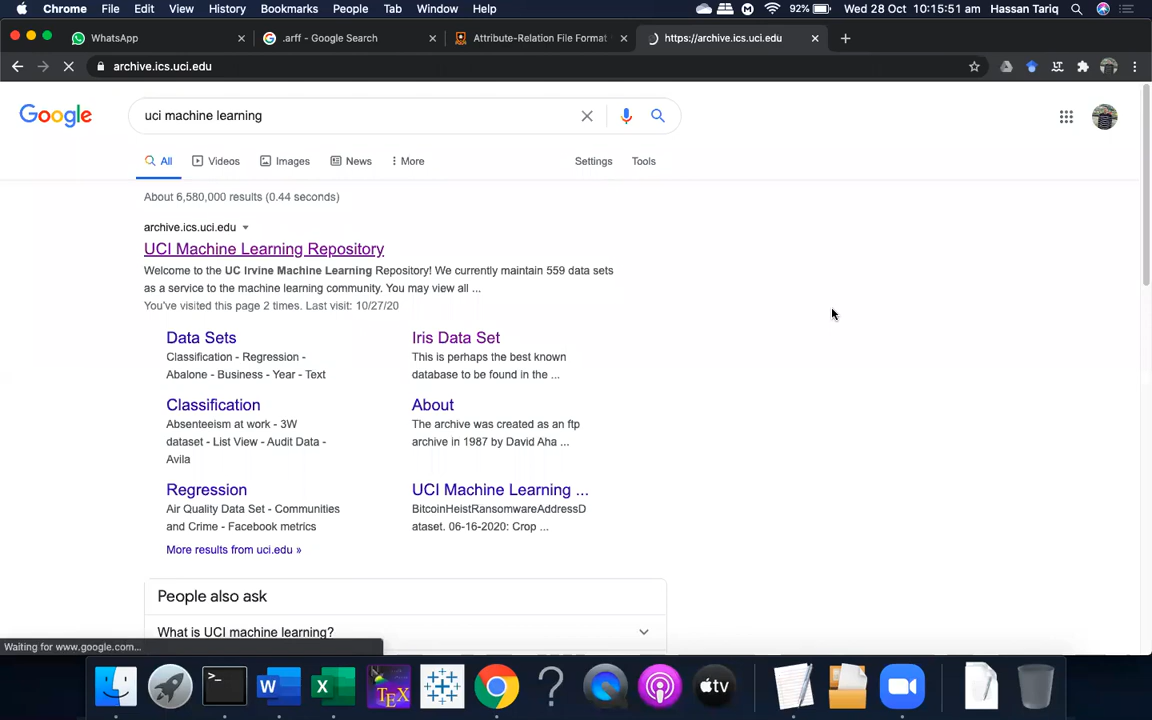 Chrome File Edit View History Bookmarks People Tab Window Help 92% Wed 28 Oct 10:15:51 am Hassan Tariq
WhatsApp .arff - Google Search Attribute-Relation File Format https://archive.ics.uci.edu
archive.ics.uci.edu
Google uci machine learning
All Videos Images News More Settings Tools
About 6,580,000 results (0.44 seconds)
archive.ics.uci.edu
UCI Machine Learning Repository
Welcome to the UC Irvine Machine Learning Repository! We currently maintain 559 data sets
as a service to the machine learning community. You may view all ...
You've visited this page 2 times. Last visit: 10/27/20
Data Sets
Classification - Regression -
Abalone - Business - Year - Text
Iris Data Set
This is perhaps the best known
database to be found in the ...
Classification
Absenteeism at work - 3W
dataset - List View - Audit Data -
Avila
About
The archive was created as an ftp
archive in 1987 by David Aha ...
Regression
Air Quality Data Set - Communities
and Crime - Facebook metrics
UCI Machine Learning ...
BitcoinHeistRansomwareAddressD
ataset. 06-16-2020: Crop ...
More results from uci.edu »
People also ask
What is UCI machine learning?
Waiting for www.google.com...
>_ W X TEX ? tv